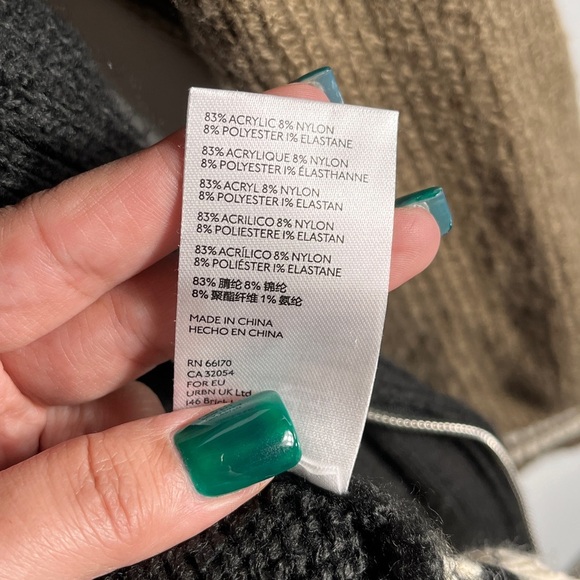 83% ACRYLIC 8% NYLON
8% POLYESTER 1% ELASTANE
83% ACRYLIQUE 8% NYLON
8% POLYESTER 1% ÉLASTHANNE
83% ACRYL 8% NYLON
8% POLYESTER 1% ELASTAN
83% ACRILICO 8% NYLON
8% POLIESTERE 1% ELASTAN
83% ACRÍLICO 8% NYLON
8% POLIÉSTER 1% ELASTANE
83% 腈纶 8% 锦纶
8% 聚酯纤维 1% 氨纶
MADE IN CHINA
HECHO EN CHINA
RN 66170
CA 32054
FOR EU
URBN UK Ltd
146 Brick